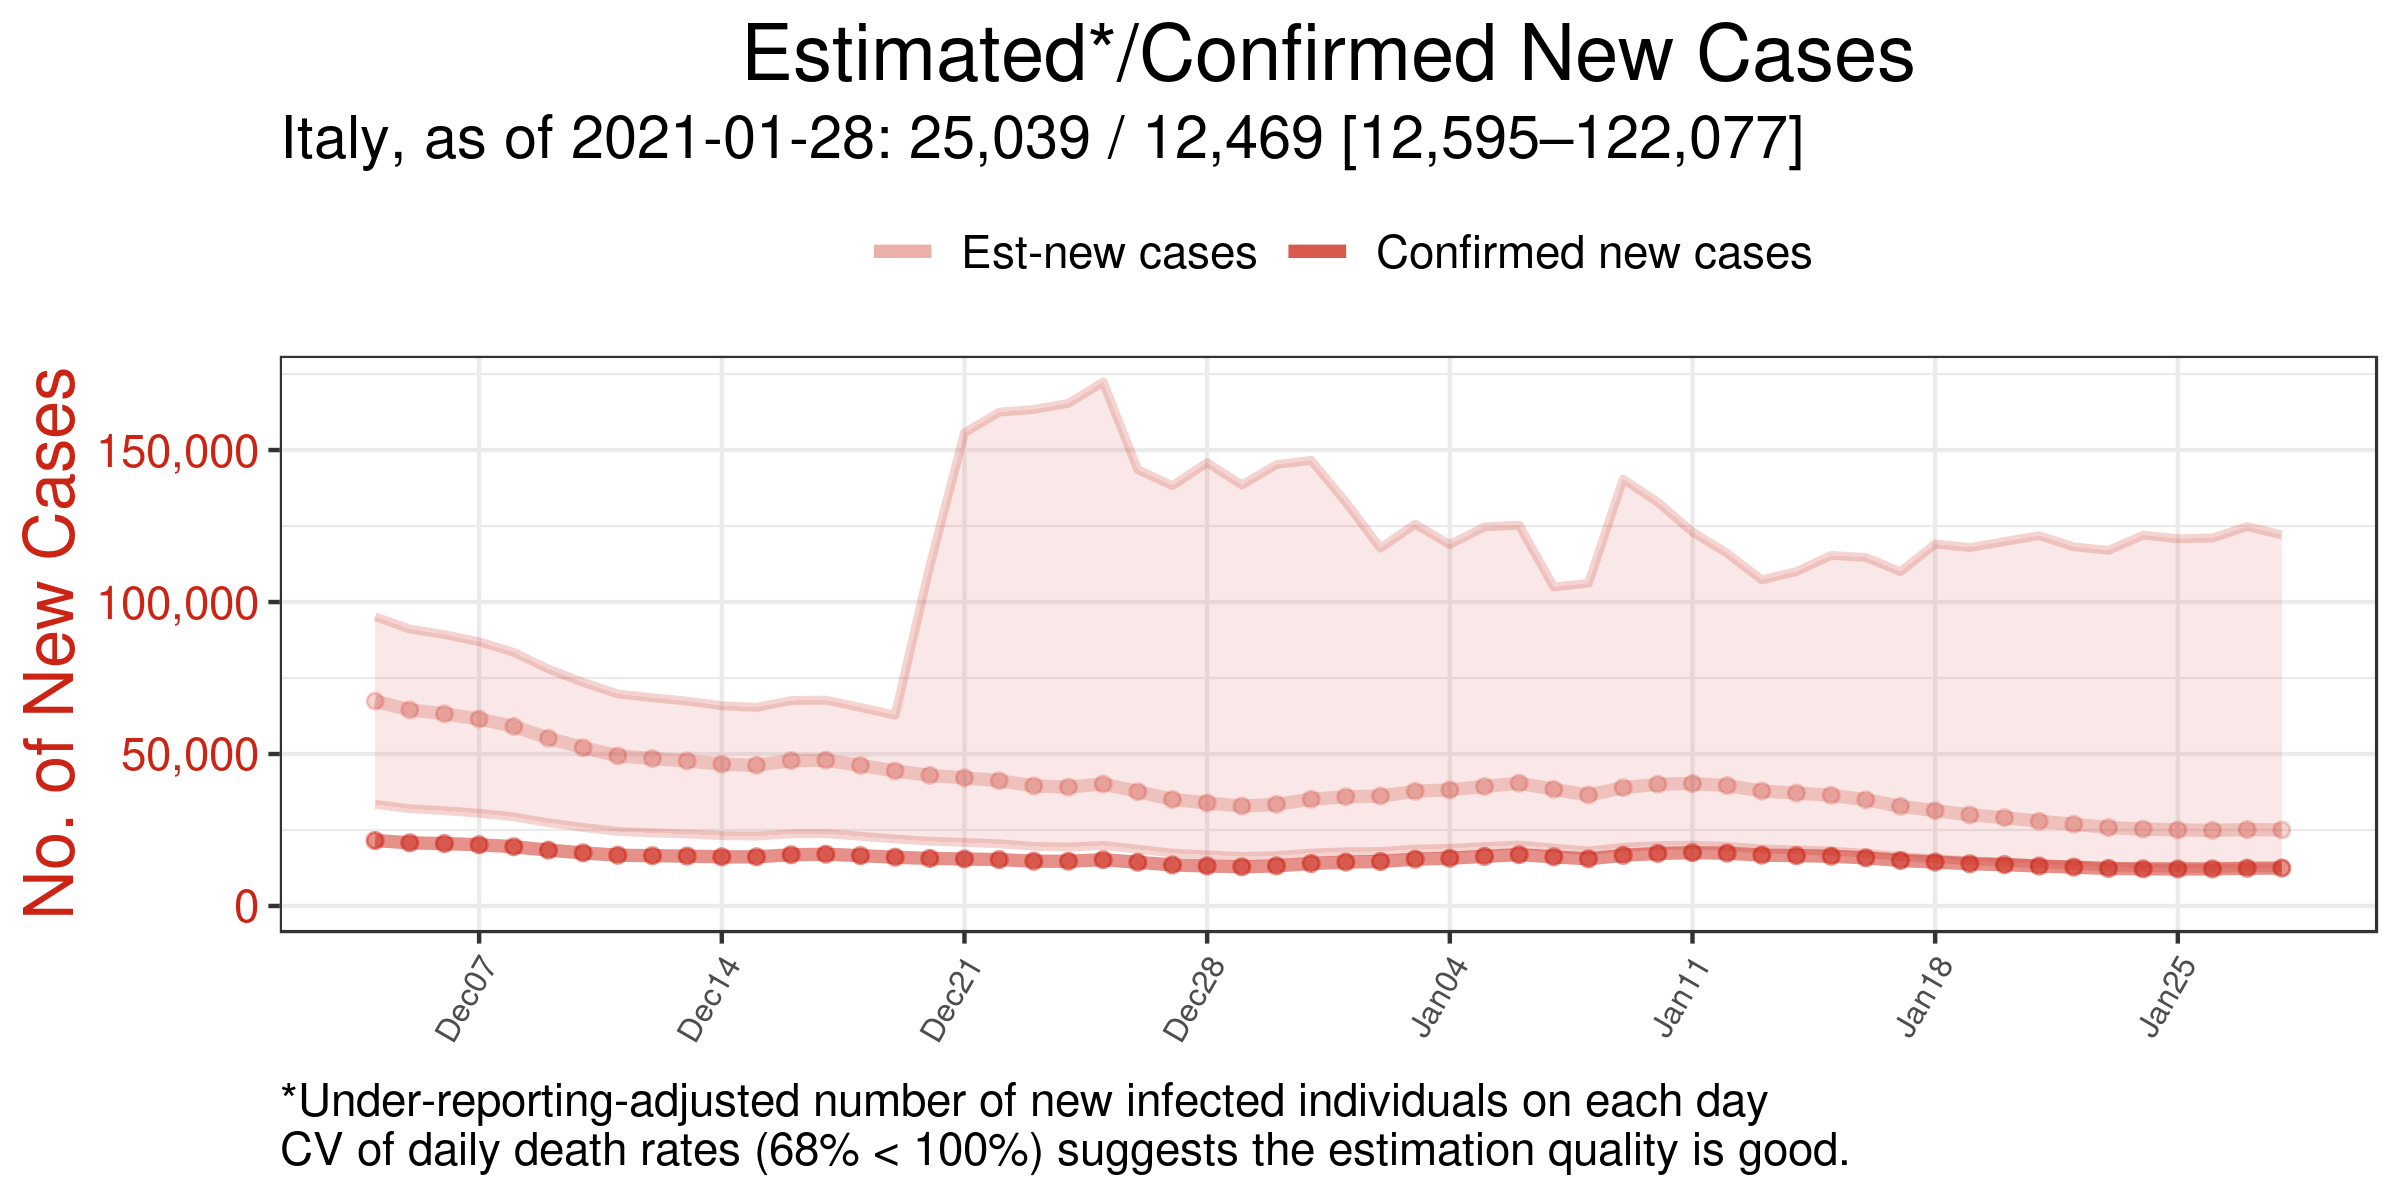 Estimated*/Confirmed New Cases
Italy, as of 2021-01-28: 25,039 / 12,469 [12,595–122,077]
Est-new cases
Confirmed new cases
No. of New Cases
150,000
100,000
50,000
0
Dec07
Dec14
Dec21
Dec28
Jan04
Jan11
Jan18
Jan25
*Under-reporting-adjusted number of new infected individuals on each day
CV of daily death rates (68% < 100%) suggests the estimation quality is good.